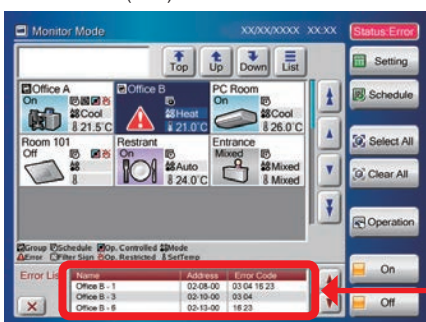 Monitor Mode XX/XX/XXXX XX:XX Status:Error
Top Up Down List
Setting
Office A
On
Cool
21.5°C
Office B
Heat
21.0°C
PC Room
On
Cool
26.0°C
Schedule
Room 101
Off
Restrant
On
Auto
24.0°C
Entrance
Mixed
Mixed
Mixed
Select All
Clear All
Operation
Group Schedule Op. Controlled Mode
Error Filter Sign Op. Restricted SetTemp
Error List
Name Address Error Code
Office B - 1 02-08-00 03 04 16 23
Office B - 3 02-10-00 03 04
Office B - 6 02-13-00 16 23
On
Off